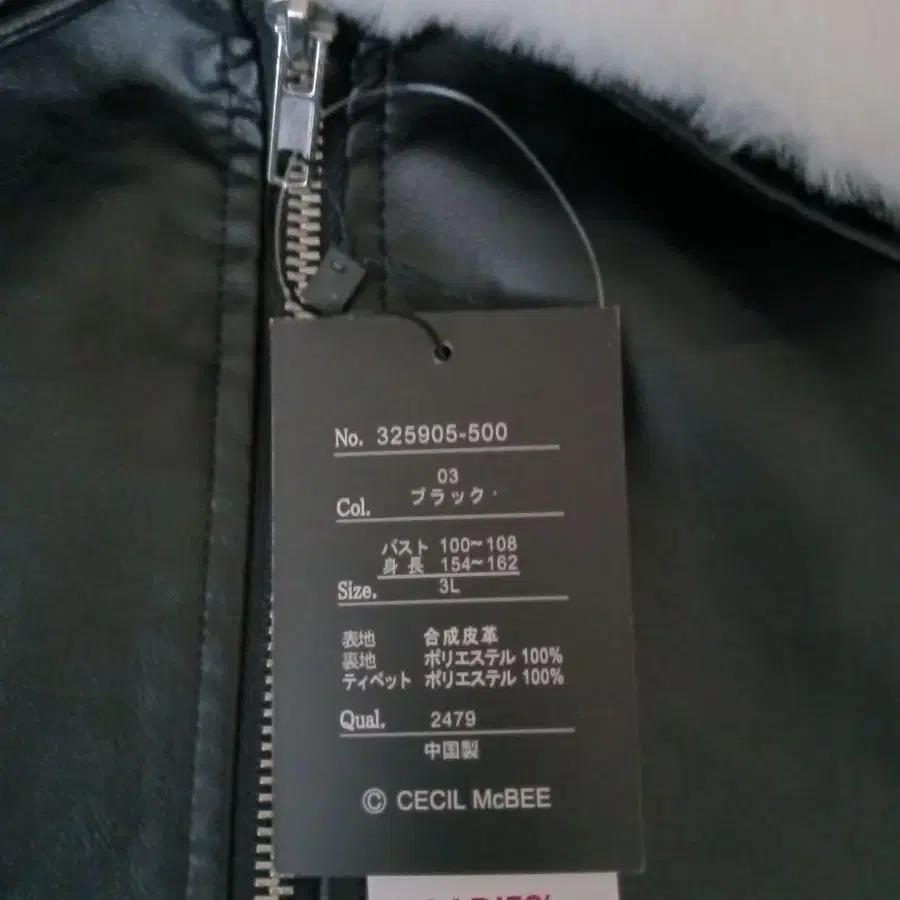 No. 325905-500
03
Col. ブラック
バスト 100~108
身長 154~162
Size. 3L
表地 合成皮革
裏地 ポリエステル 100%
ティペット ポリエステル 100%
Qual. 2479
中国製
© CECIL McBEE